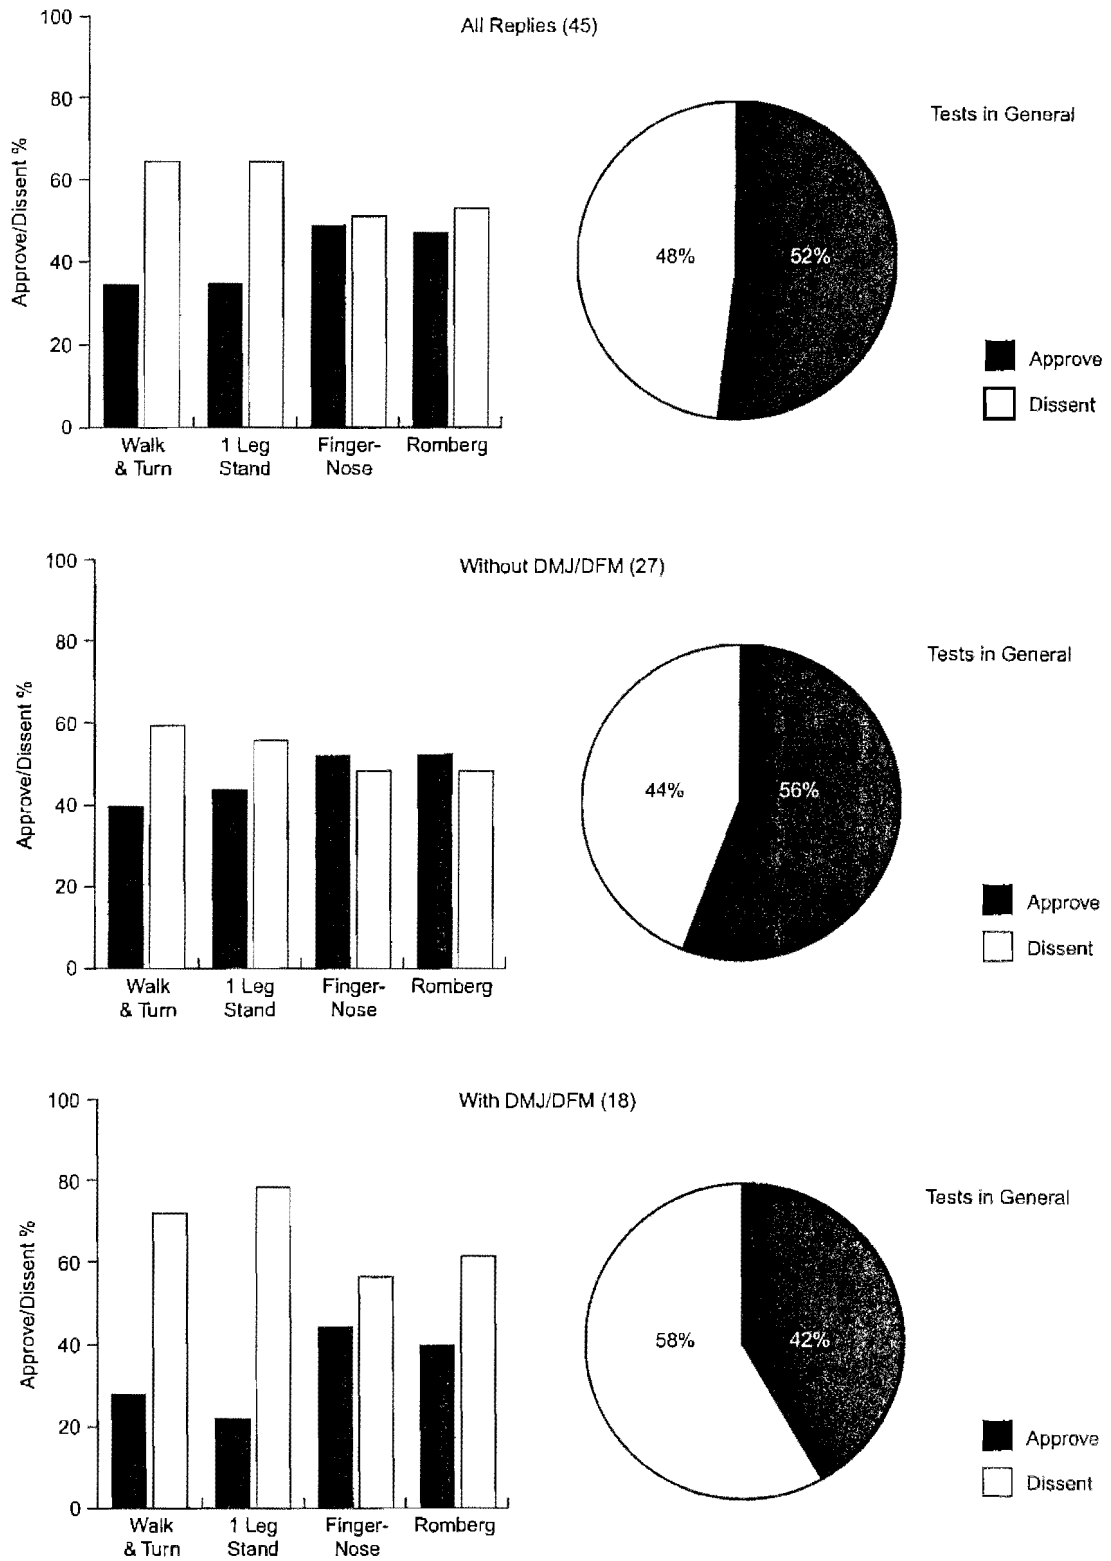 All Replies (45)
Approve/Dissent %
100
80
60
40
20
0
Walk
& Turn
1 Leg
Stand
Finger-
Nose
Romberg
Tests in General
48%
52%
Approve
Dissent
Without DMJ/DFM (27)
Approve/Dissent %
100
80
60
40
20
0
Walk
& Turn
1 Leg
Stand
Finger-
Nose
Romberg
Tests in General
44%
56%
Approve
Dissent
With DMJ/DFM (18)
Approve/Dissent %
100
80
60
40
20
0
Walk
& Turn
1 Leg
Stand
Finger-
Nose
Romberg
Tests in General
58%
42%
Approve
Dissent